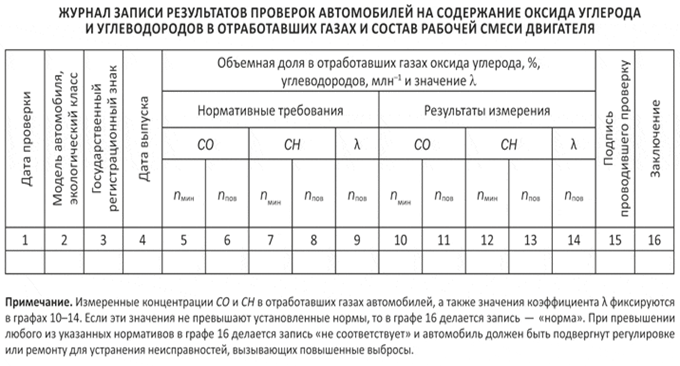 ЖУРНАЛ ЗАПИСИ РЕЗУЛЬТАТОВ ПРОВЕРОК АВТОМОБИЛЕЙ НА СОДЕРЖАНИЕ ОКСИДА УГЛЕРОДА
И УГЛЕВОДОРОДОВ В ОТРАБОТАВШИХ ГАЗАХ И СОСТАВ РАБОЧЕЙ СМЕСИ ДВИГАТЕЛЯ
Дата проверки
Модель автомобиля,
экологический класс
Государственный
регистрационный знак
Дата выпуска
Объемная доля в отработавших газах оксида углерода, %,
углеводородов, млн⁻¹ и значение λ
Нормативные требования
Результаты измерения
CO CH λ CO CH λ
nмин nпов nмин nпов nпов nмин nпов nмин nпов nпов
Подпись
проводившего проверку
Заключение
1 2 3 4 5 6 7 8 9 10 11 12 13 14 15 16
Примечание. Измеренные концентрации CO и CH в отработавших газах автомобилей, а также значения коэффициента λ фиксируются
в графах 10–14. Если эти значения не превышают установленные нормы, то в графе 16 делается запись — «норма». При превышении
любого из указанных нормативов в графе 16 делается запись «не соответствует» и автомобиль должен быть подвергнут регулировке
или ремонту для устранения неисправностей, вызывающих повышенные выбросы.